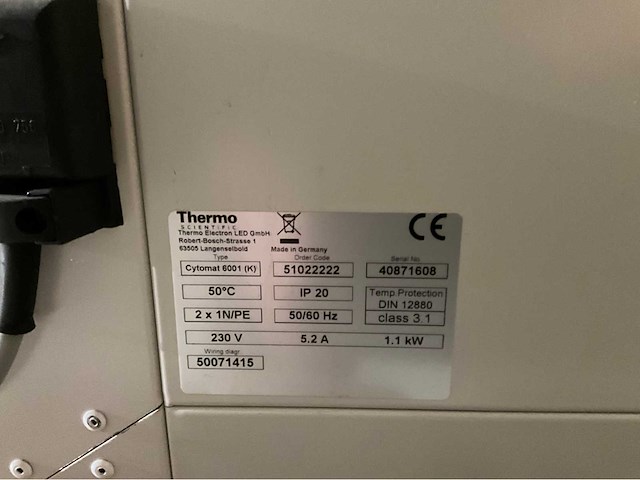 Thermo
SCIENTIFIC
Thermo Electron LED GmbH
Robert-Bosch-Strasse 1
63505 Langenselbold
Made in Germany
CE
Type
Order Code
Serial No.
Cytomat 6001 (K)
51022222
40871608
50°C
IP 20
Temp.Protection
DIN 12880
class 3.1
2 x 1N/PE
50/60 Hz
230 V
5.2 A
1.1 kW
Wiring diagr.
50071415